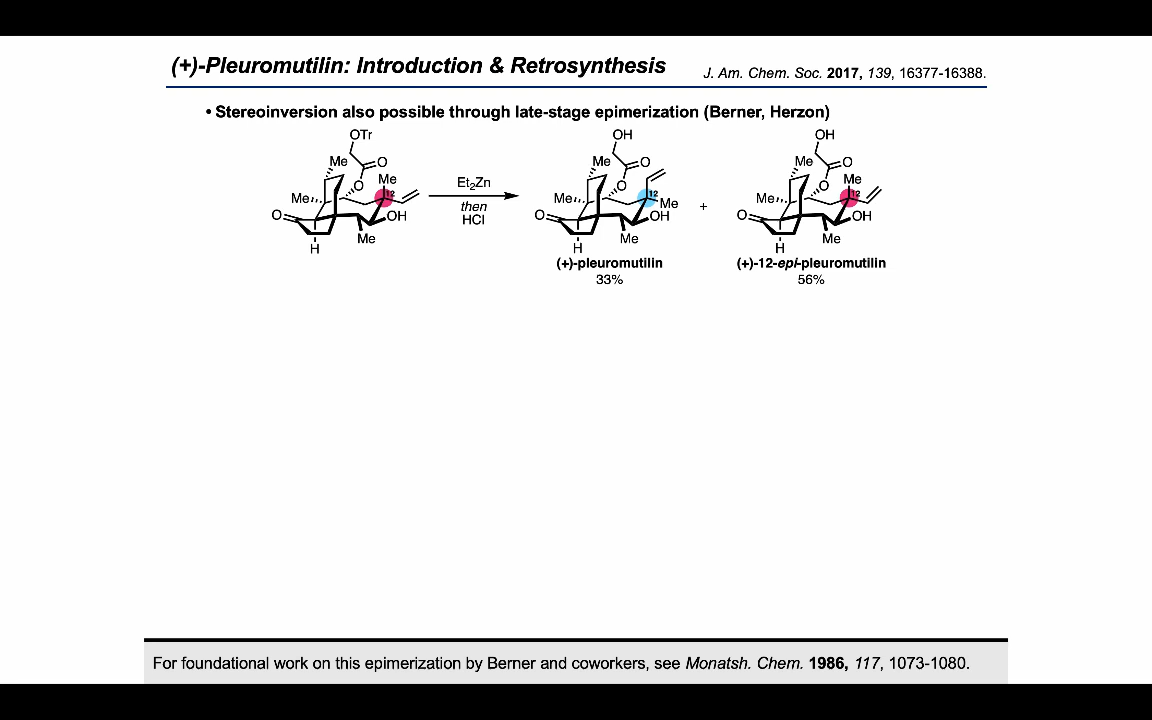 (+)-Pleuromutilin: Introduction & Retrosynthesis
J. Am. Chem. Soc. 2017, 139, 16377-16388.
• Stereoinversion also possible through late-stage epimerization (Berner, Herzon)
OTr
Me
O
Me
O
12
Me
O
OH
Me
H
Et₂Zn
then
HCl
OH
Me
O
O
12
Me
Me
O
OH
Me
H
(+)-pleuromutilin
33%
+
OH
Me
O
Me
O
12
Me
O
OH
Me
H
(+)-12-epi-pleuromutilin
56%
For foundational work on this epimerization by Berner and coworkers, see Monatsh. Chem. 1986, 117, 1073-1080.